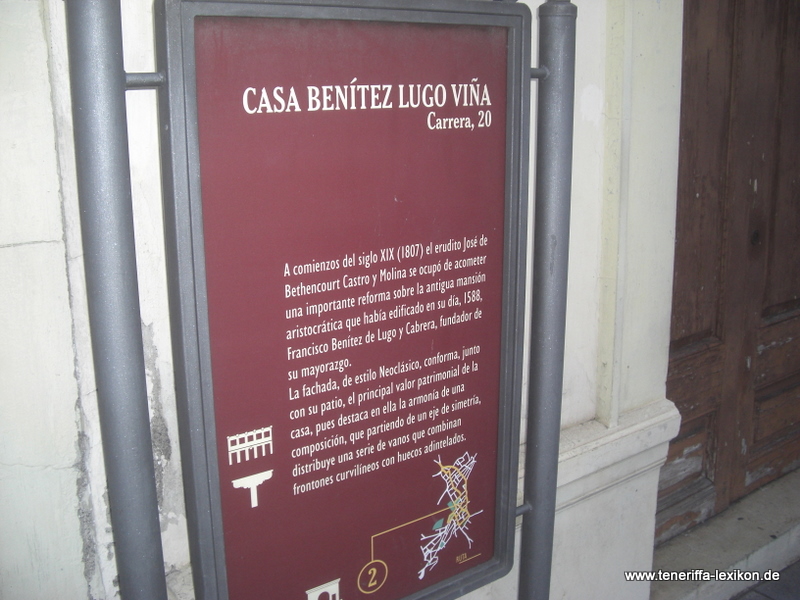 CASA BENÍTEZ LUGO VIÑA
Carrera, 20
A comienzos del siglo XIX (1807) el erudito José de
Bethencourt Castro y Molina se ocupó de acometer
una importante reforma sobre la antigua mansión
aristocrática que había edificado en su día, 1588,
Francisco Benítez de Lugo y Cabrera, fundador de
su mayorazgo.
La fachada, de estilo Neoclásico, conforma, junto
con su patio, el principal valor patrimonial de la
casa, pues destaca en ella la armonía de una
composición, que partiendo de un eje de simetría,
distribuye una serie de vanos que combinan
frontones curvilíneos con huecos adintelados.
2
www.teneriffa-lexikon.de